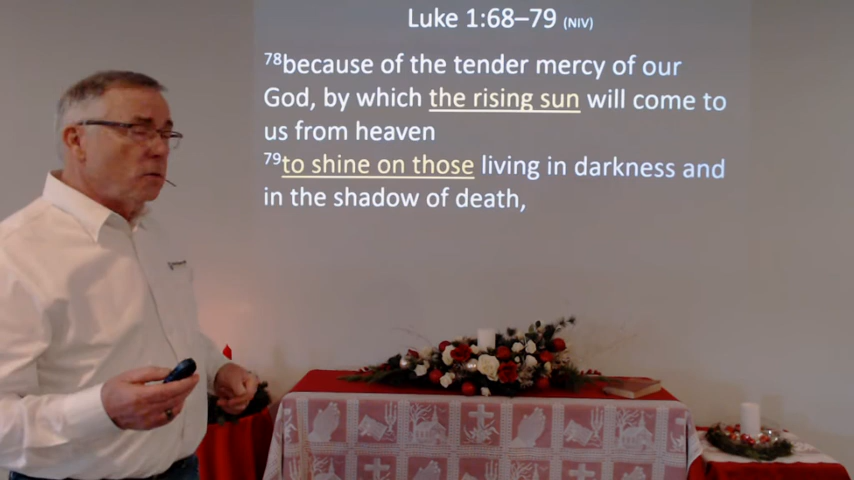 Luke 1:68–79 (NIV)
78because of the tender mercy of our
God, by which the rising sun will come to
us from heaven
79to shine on those living in darkness and
in the shadow of death,